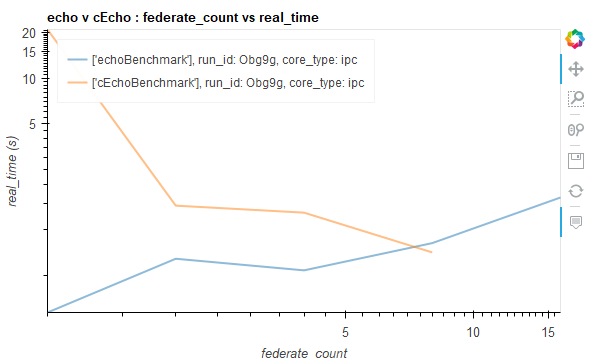 echo v cEcho : federate_count vs real_time
20
15
10
5
real_time (s)
['echoBenchmark'], run_id: Obg9g, core_type: ipc
['cEchoBenchmark'], run_id: Obg9g, core_type: ipc
5
10
15
federate_count